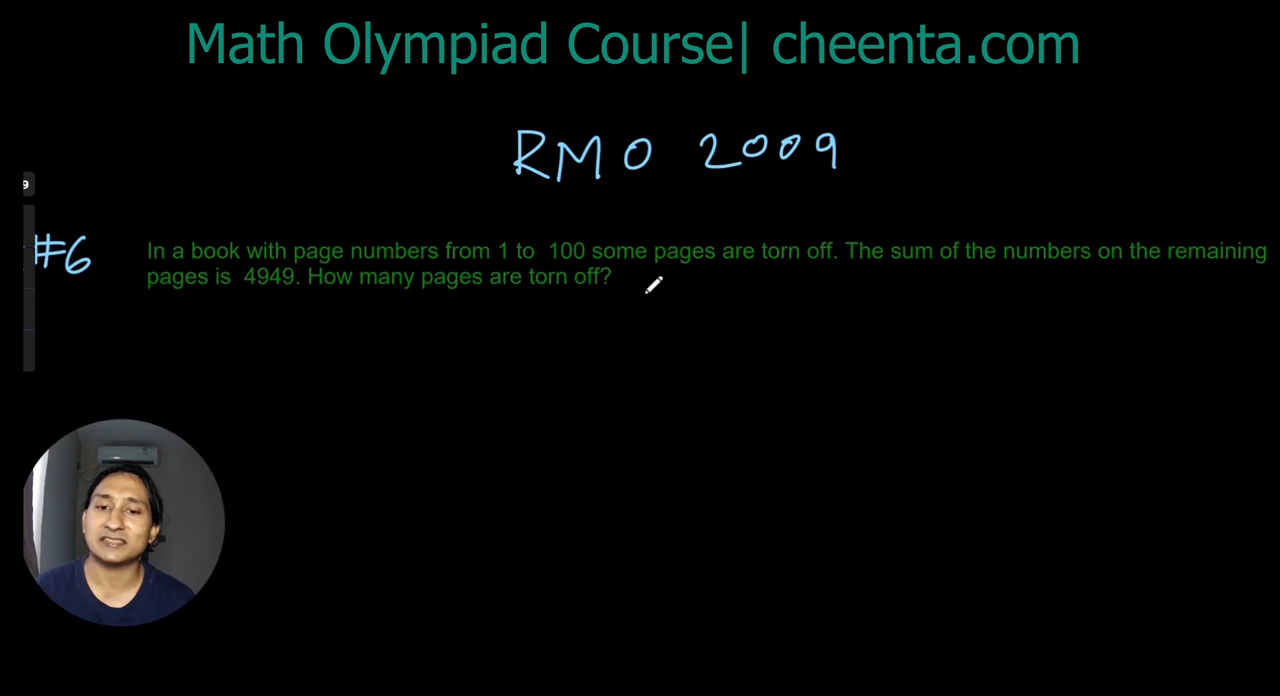 Math Olympiad Course| cheenta.com
RMO 2009
9
#6
In a book with page numbers from 1 to 100 some pages are torn off. The sum of the numbers on the remaining
pages is 4949. How many pages are torn off?